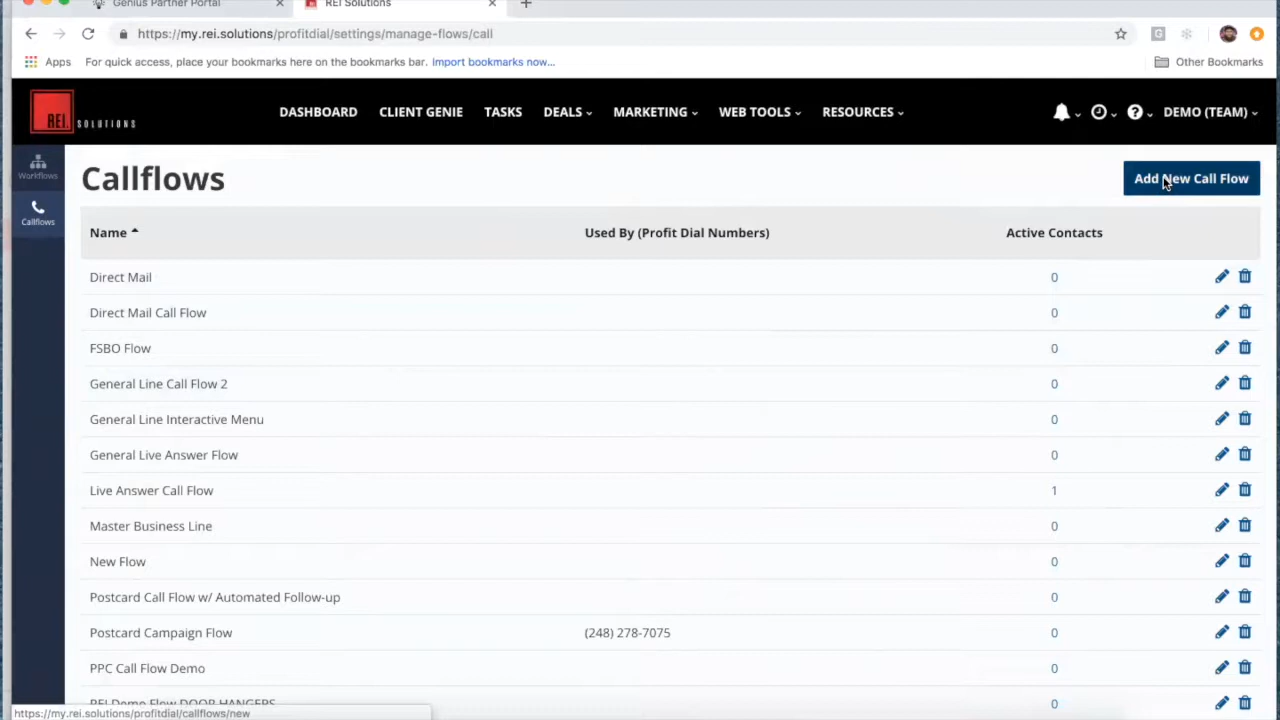 Genius Partner Portal
REI Solutions
https://my.rei.solutions/profitdial/settings/manage-flows/call
Apps For quick access, place your bookmarks here on the bookmarks bar. Import bookmarks now... Other Bookmarks
REI. SOLUTIONS
DASHBOARD CLIENT GENIE TASKS DEALS MARKETING WEB TOOLS RESOURCES DEMO (TEAM)
Workflows
Callflows
Callflows
Add New Call Flow
Name Used By (Profit Dial Numbers) Active Contacts
Direct Mail 0
Direct Mail Call Flow 0
FSBO Flow 0
General Line Call Flow 2 0
General Line Interactive Menu 0
General Live Answer Flow 0
Live Answer Call Flow 1
Master Business Line 0
New Flow 0
Postcard Call Flow w/ Automated Follow-up 0
Postcard Campaign Flow (248) 278-7075 0
PPC Call Flow Demo 0
REI Demo Flow DOOR HANGERS 0
https://my.rei.solutions/profitdial/callflows/new